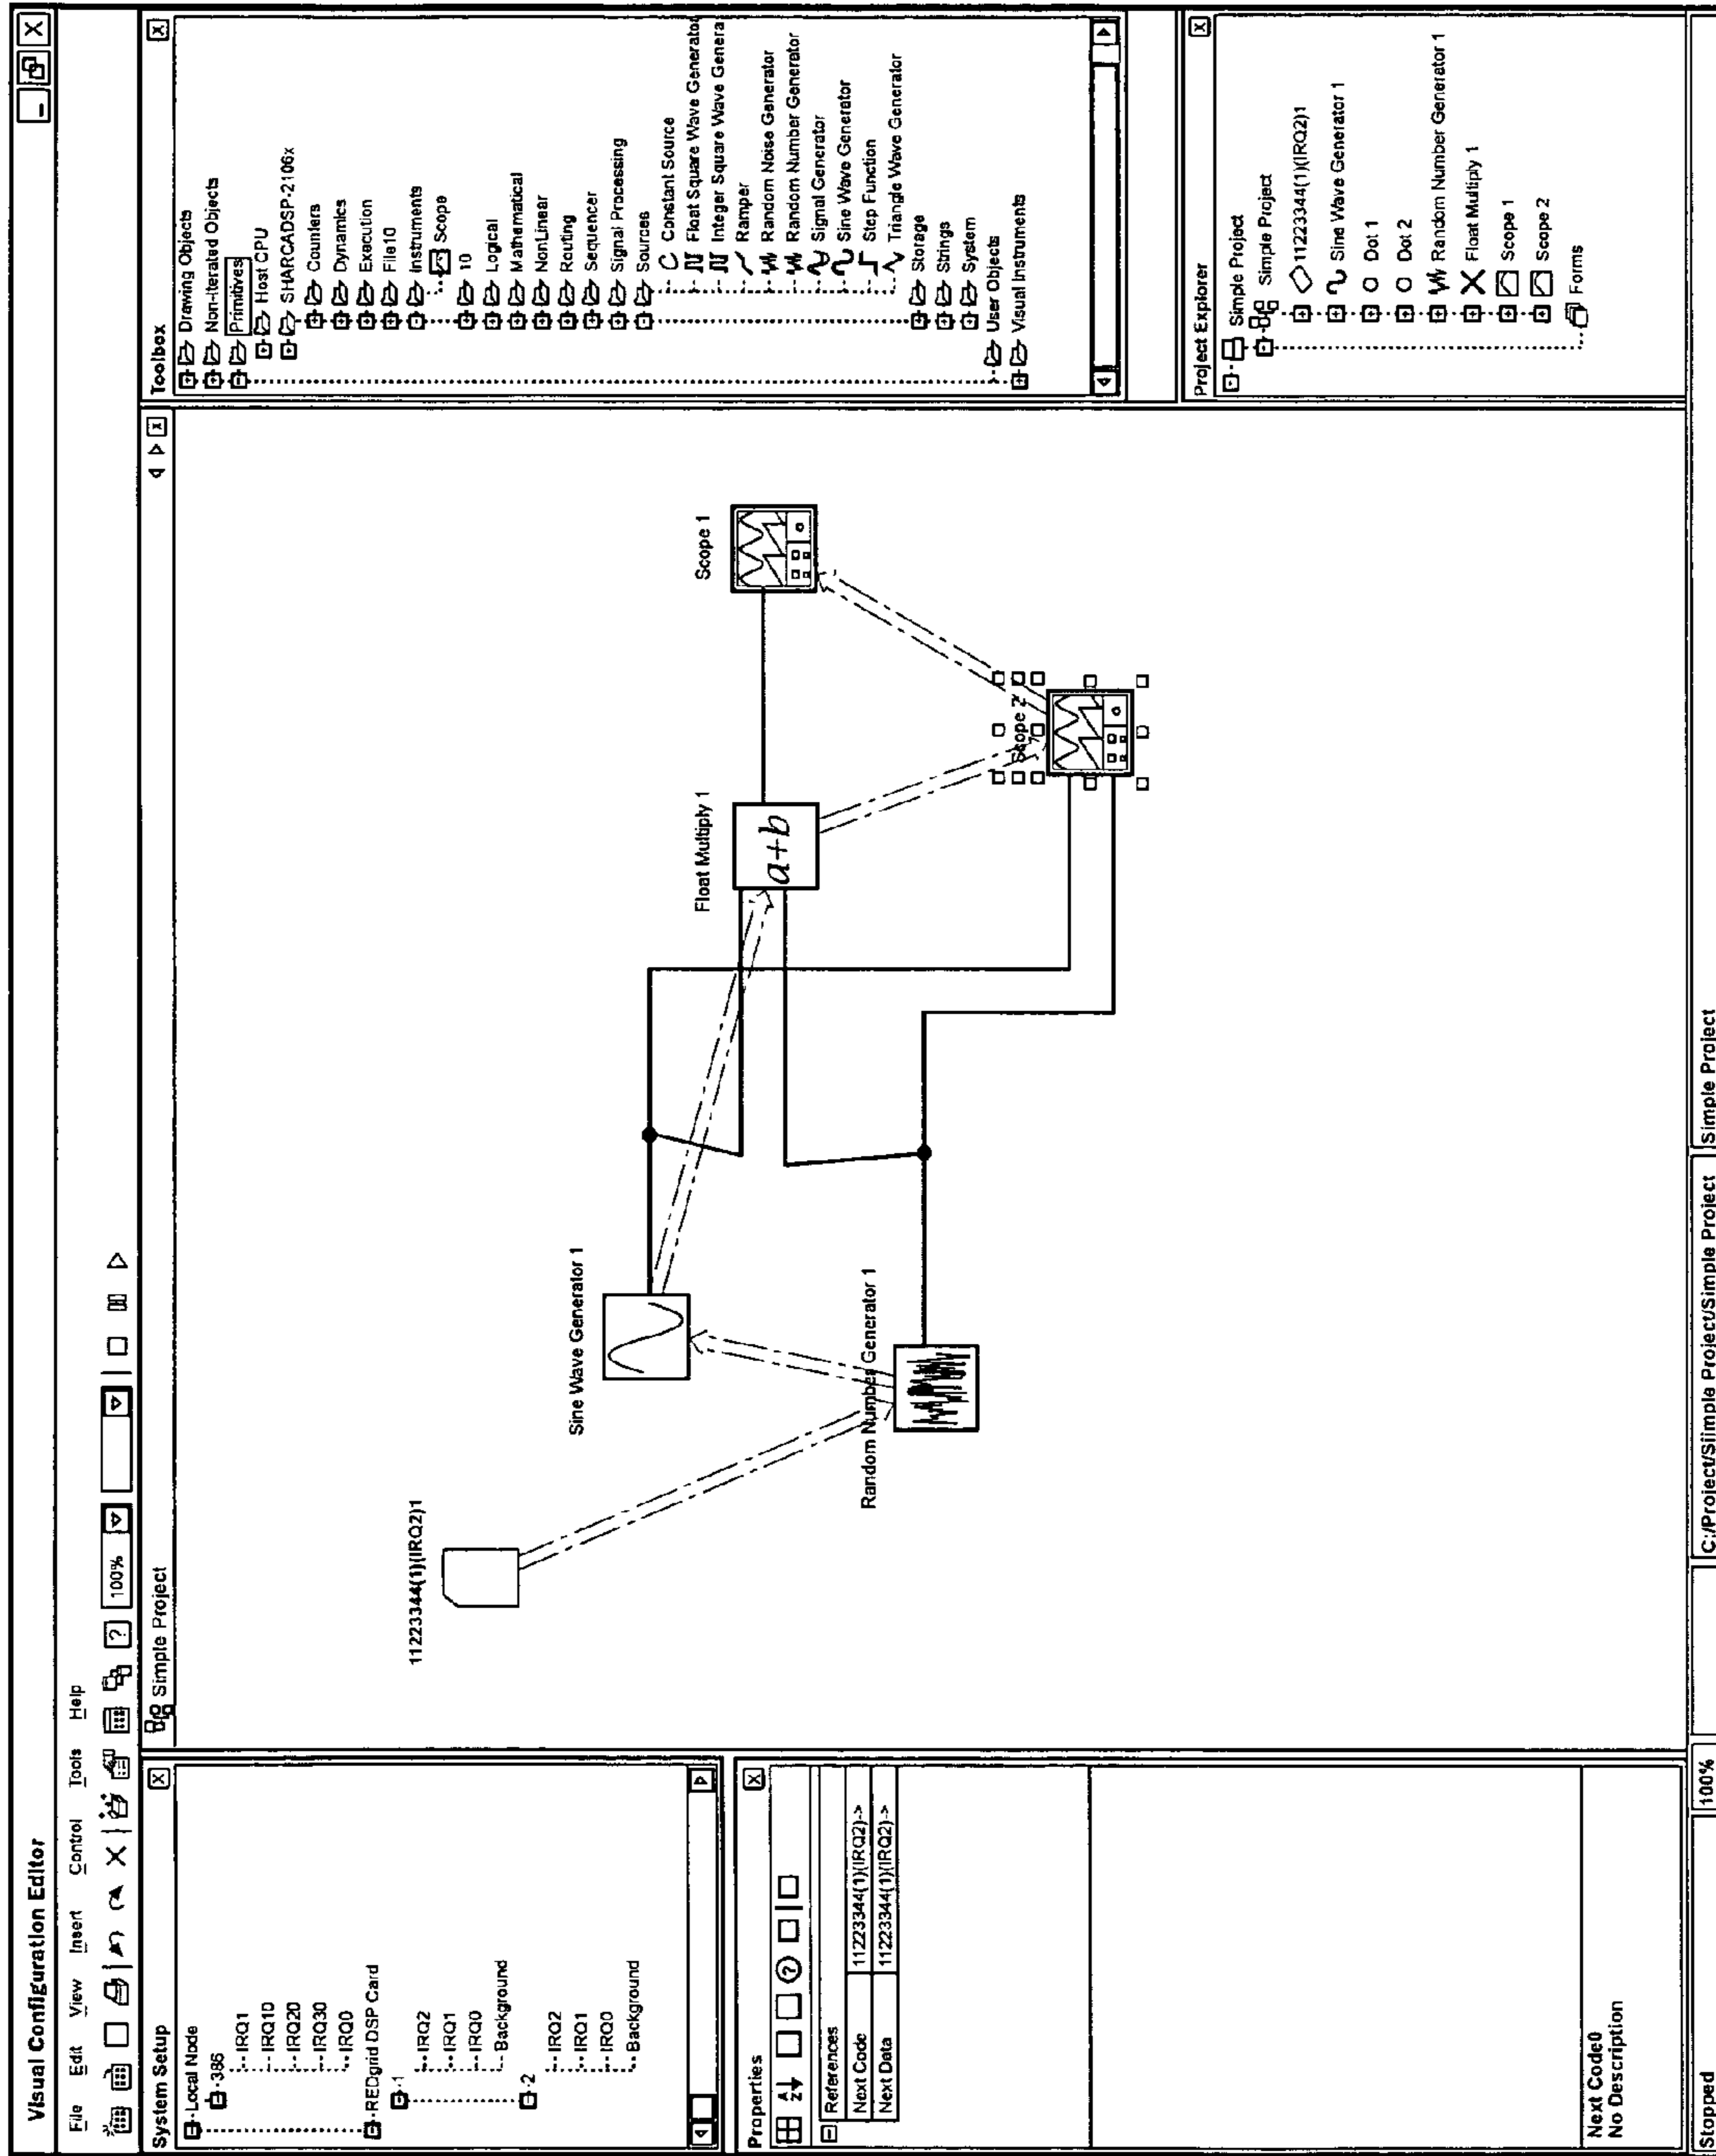 Visual Configuration Editor
File Edit View Insert Control Tools Help
100%
System Setup
Local Node
386
IRQ1
IRQ10
IRQ20
IRQ30
IRQ0
REDgrid DSP Card
1
IRQ2
IRQ1
IRQ0
Background
2
IRQ2
IRQ1
IRQ0
Background
Properties
References
Next Code 11223344(1)(IRQ2)->
Next Data 11223344(1)(IRQ2)->
Next Code0
No Description
Simple Project
11223344(1)(IRQ2)1
Sine Wave Generator 1
Random Number Generator 1
Float Multiply 1
a+b
Scope 1
Scope 2
Toolbox
Drawing Objects
Non-Iterated Objects
Primitives
Host CPU
SHARCADSP-2106x
Counters
Dynamics
Execution
File10
Instruments
Scope
10
Logical
Mathematical
NonLinear
Routing
Sequencer
Signal Processing
Sources
Constant Source
Float Square Wave Generator
Integer Square Wave Genera
Ramper
Random Noise Generator
Random Number Generator
Signal Generator
Sine Wave Generator
Step Function
Triangle Wave Generator
Storage
Strings
System
User Objects
Visual Instruments
Project Explorer
Simple Project
Simple Project
11223344(1)(IRQ2)1
Sine Wave Generator 1
Dot 1
Dot 2
Random Number Generator 1
Float Multiply 1
Scope 1
Scope 2
Forms
Stopped 100% C:/Project/Siimple Project/Simple Project Simple Project